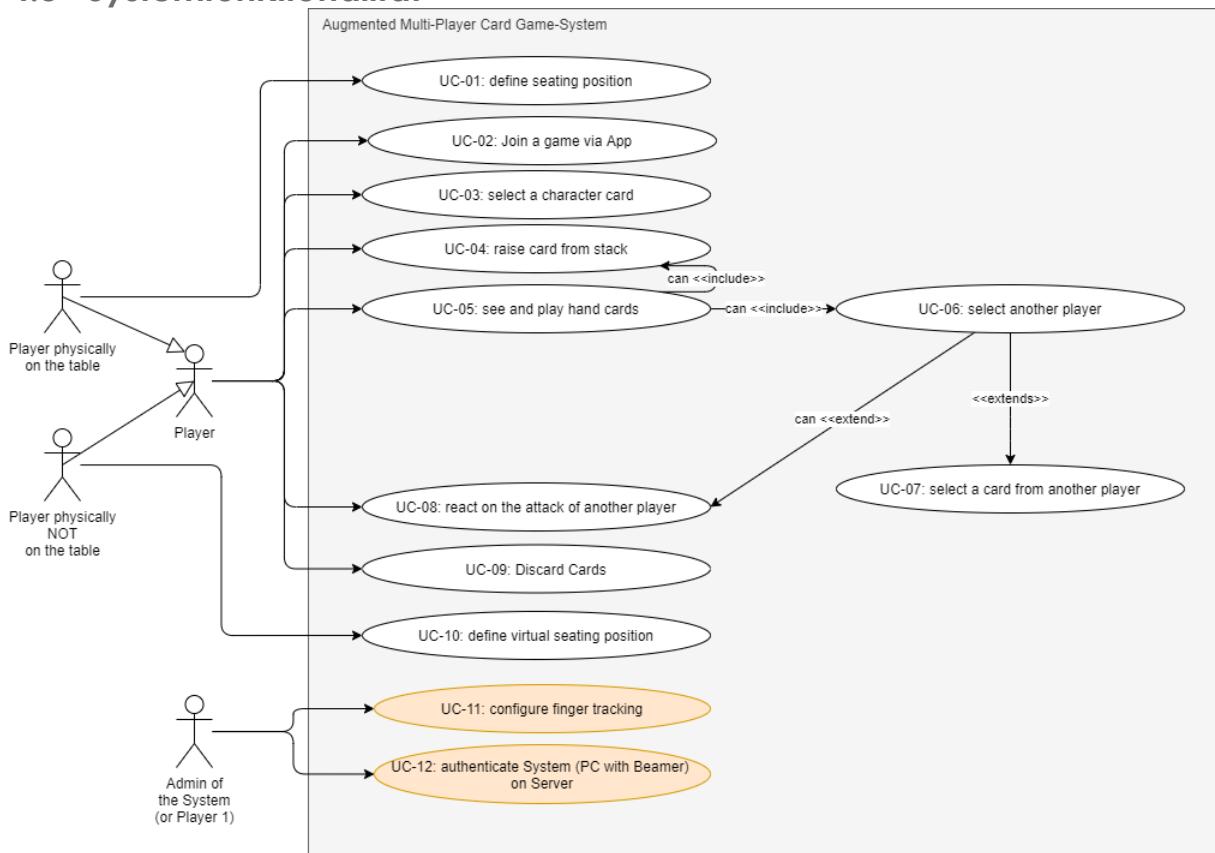 Augmented Multi-Player Card Game-System
UC-01: define seating position
UC-02: Join a game via App
UC-03: select a character card
UC-04: raise card from stack
can <<include>>
UC-05: see and play hand cards
can <<include>>
UC-06: select another player
Player physically
on the table
Player
<<extends>>
can <<extend>>
UC-07: select a card from another player
UC-08: react on the attack of another player
Player physically
NOT
on the table
UC-09: Discard Cards
UC-10: define virtual seating position
UC-11: configure finger tracking
UC-12: authenticate System (PC with Beamer)
on Server
Admin of
the System
(or Player 1)